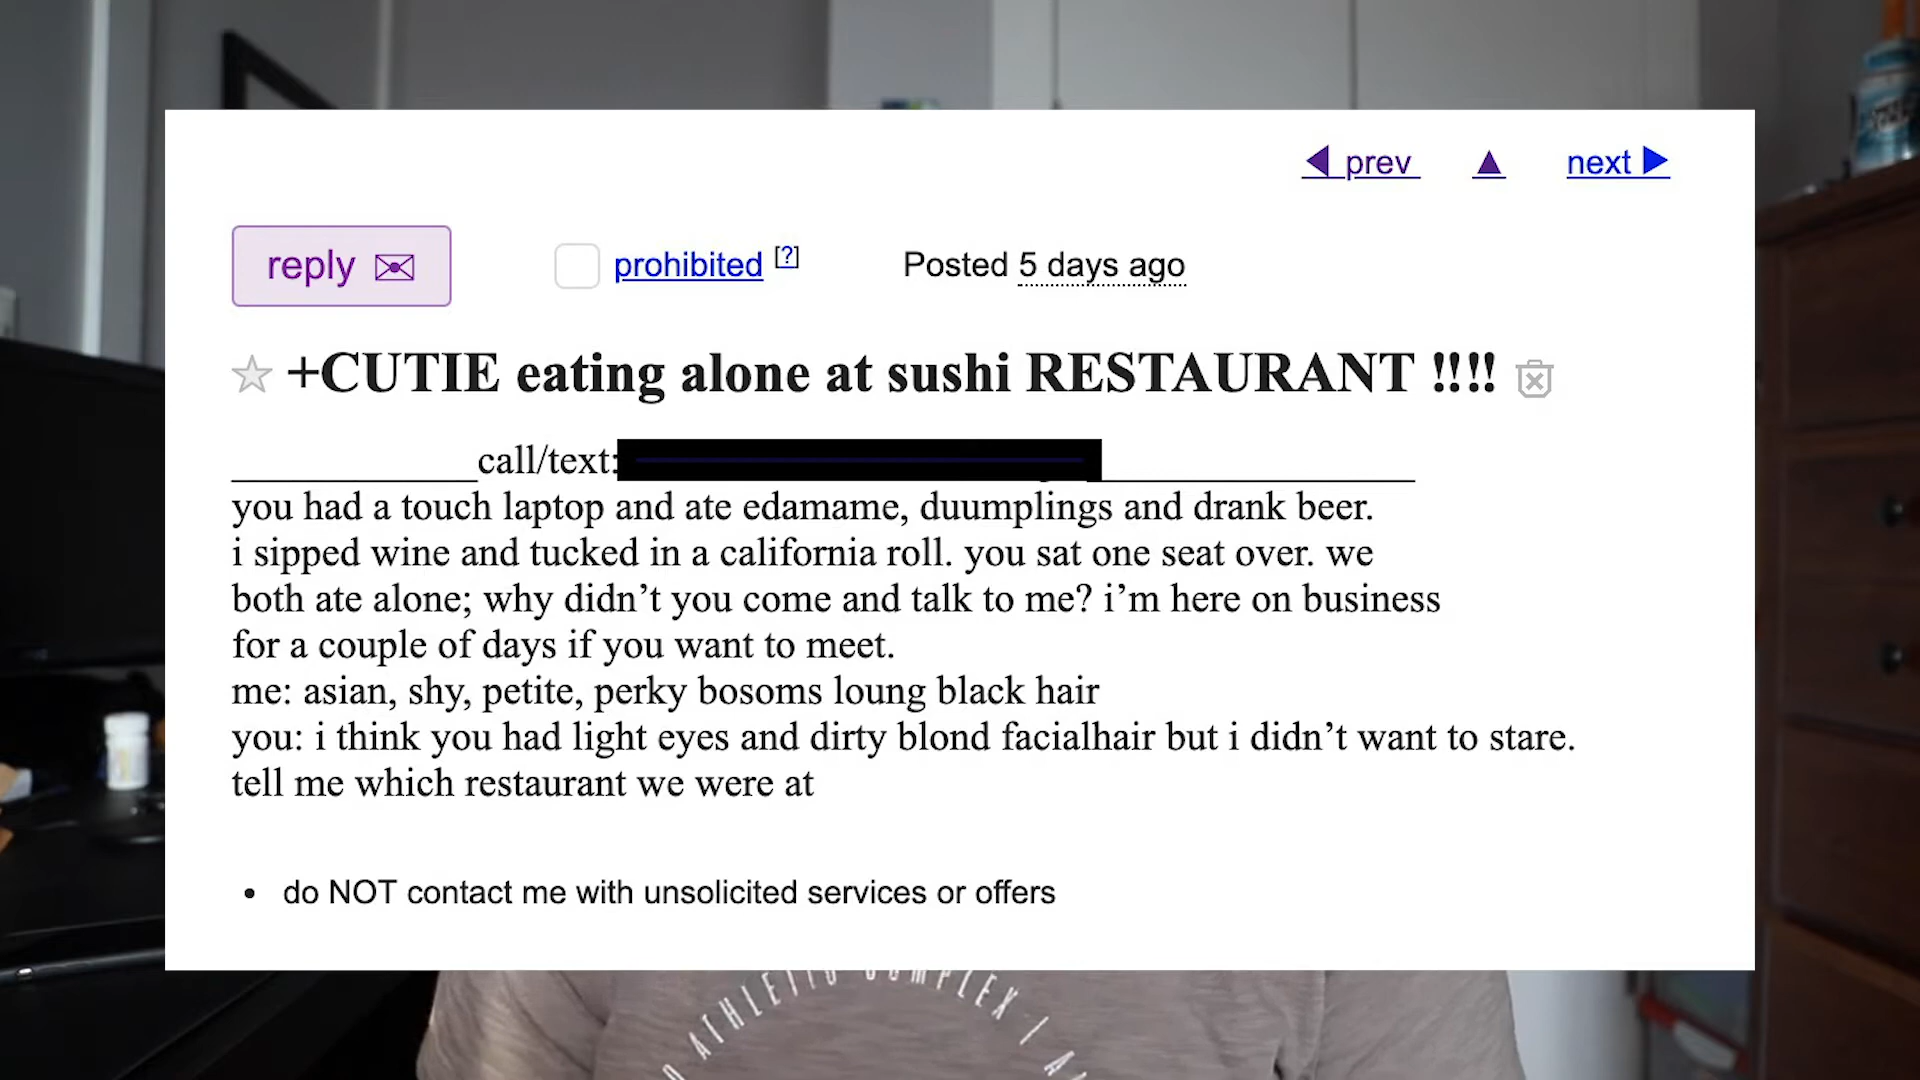 ◀ prev ▲ next ▶
reply prohibited [?] Posted 5 days ago
+CUTIE eating alone at sushi RESTAURANT !!!!
call/text:
you had a touch laptop and ate edamame, duumplings and drank beer.
i sipped wine and tucked in a california roll. you sat one seat over. we
both ate alone; why didn’t you come and talk to me? i’m here on business
for a couple of days if you want to meet.
me: asian, shy, petite, perky bosoms loung black hair
you: i think you had light eyes and dirty blond facialhair but i didn’t want to stare.
tell me which restaurant we were at
• do NOT contact me with unsolicited services or offers
ATHLETIC COMPLEX / A